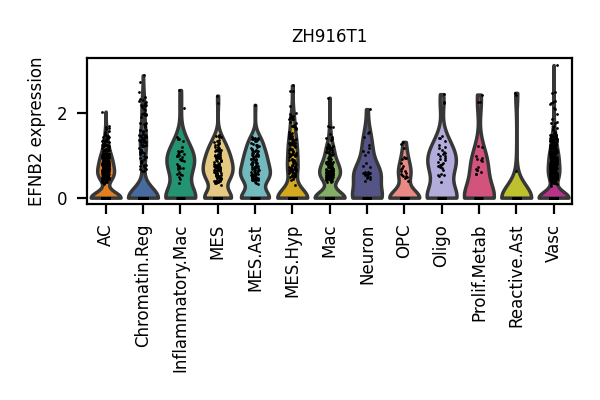 ZH916T1
EFNB2 expression
2
0
AC
Chromatin.Reg
Inflammatory.Mac
MES
MES.Ast
MES.Hyp
Mac
Neuron
OPC
Oligo
Prolif.Metab
Reactive.Ast
Vasc